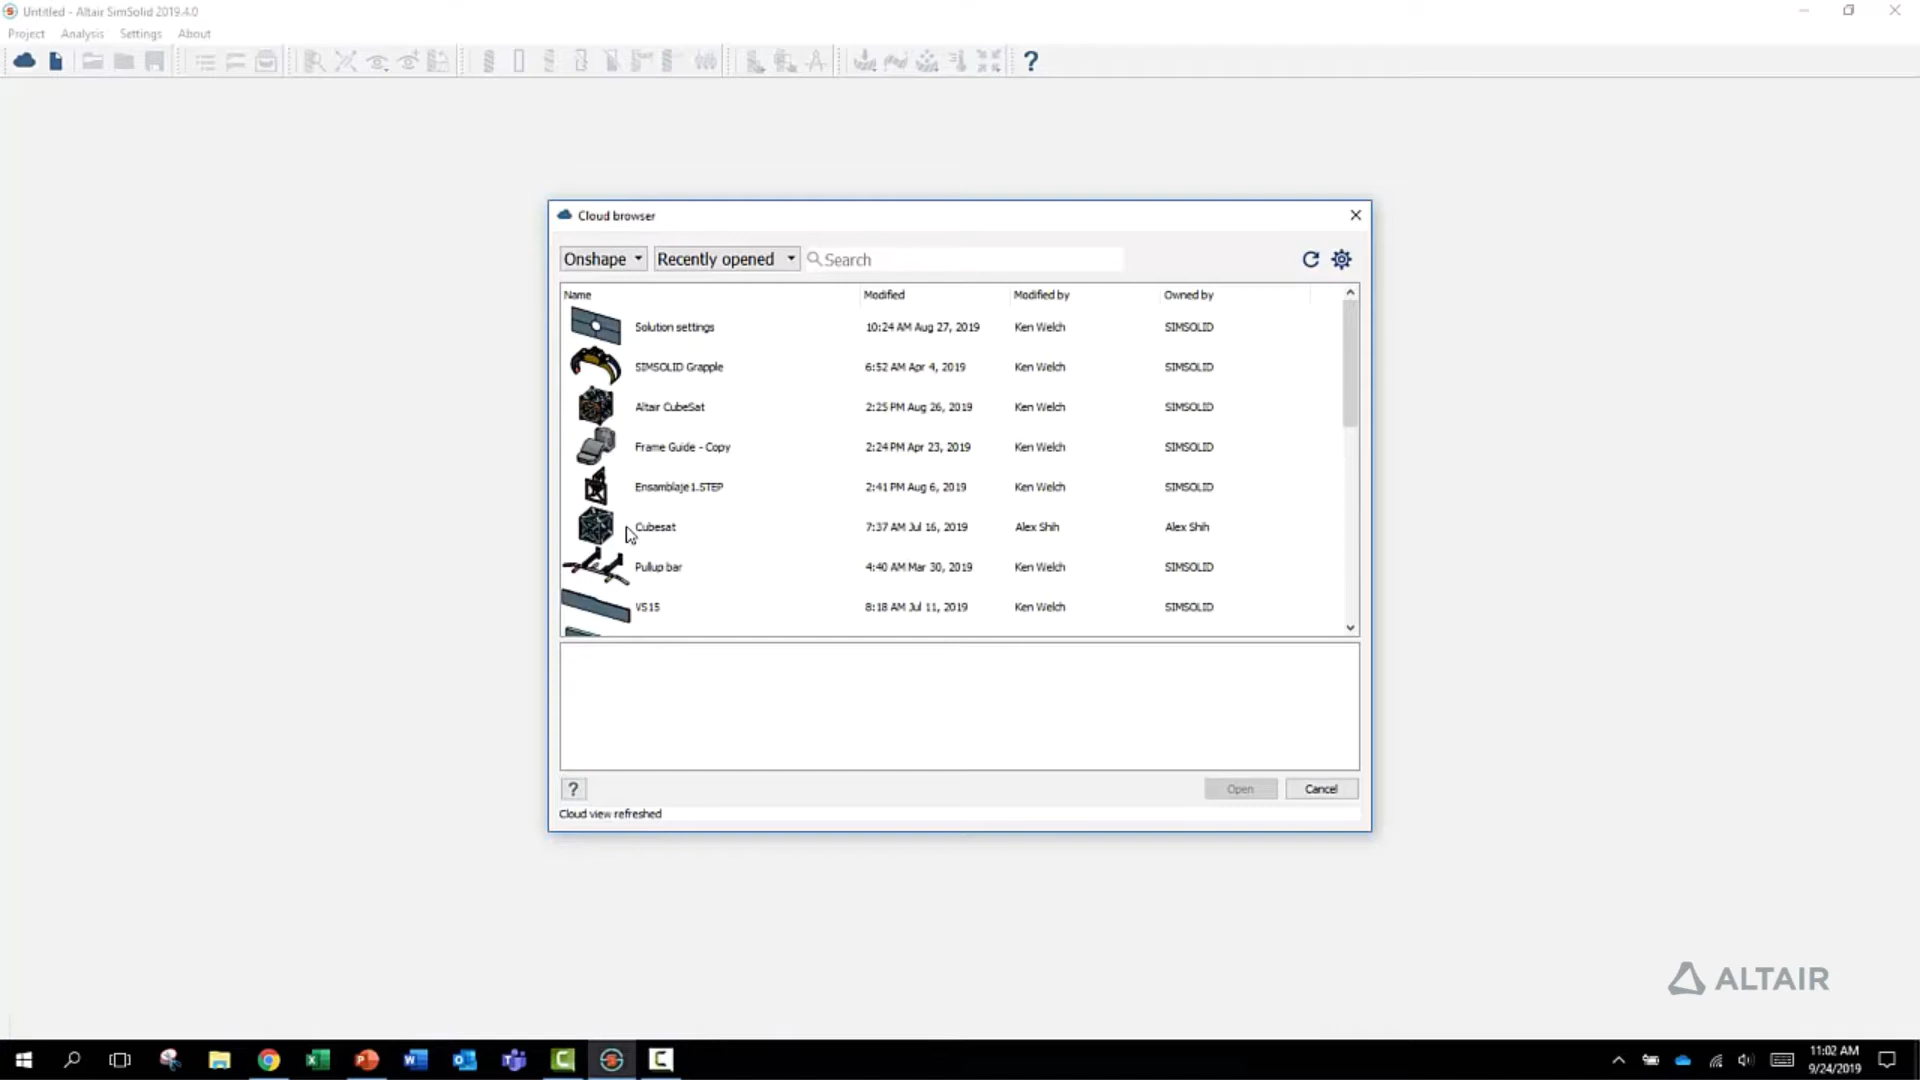 Untitled - Altair SimSolid 2019.4.0
Project Analysis Settings About
?
Cloud browser
Onshape Recently opened Search
Name Modified Modified by Owned by
Solution settings 10:24 AM Aug 27, 2019 Ken Welch SIMSOLID
SIMSOLID Grapple 6:52 AM Apr 4, 2019 Ken Welch SIMSOLID
Altair CubeSat 2:25 PM Aug 26, 2019 Ken Welch SIMSOLID
Frame Guide - Copy 2:24 PM Apr 23, 2019 Ken Welch SIMSOLID
Ensamblaje1.STEP 2:41 PM Aug 6, 2019 Ken Welch SIMSOLID
Cubesat 7:37 AM Jul 16, 2019 Alex Shih Alex Shih
Pullup bar 4:40 AM Mar 30, 2019 Ken Welch SIMSOLID
VS15 8:18 AM Jul 11, 2019 Ken Welch SIMSOLID
? Open Cancel
Cloud view refreshed
ALTAIR
11:02 AM
9/24/2019